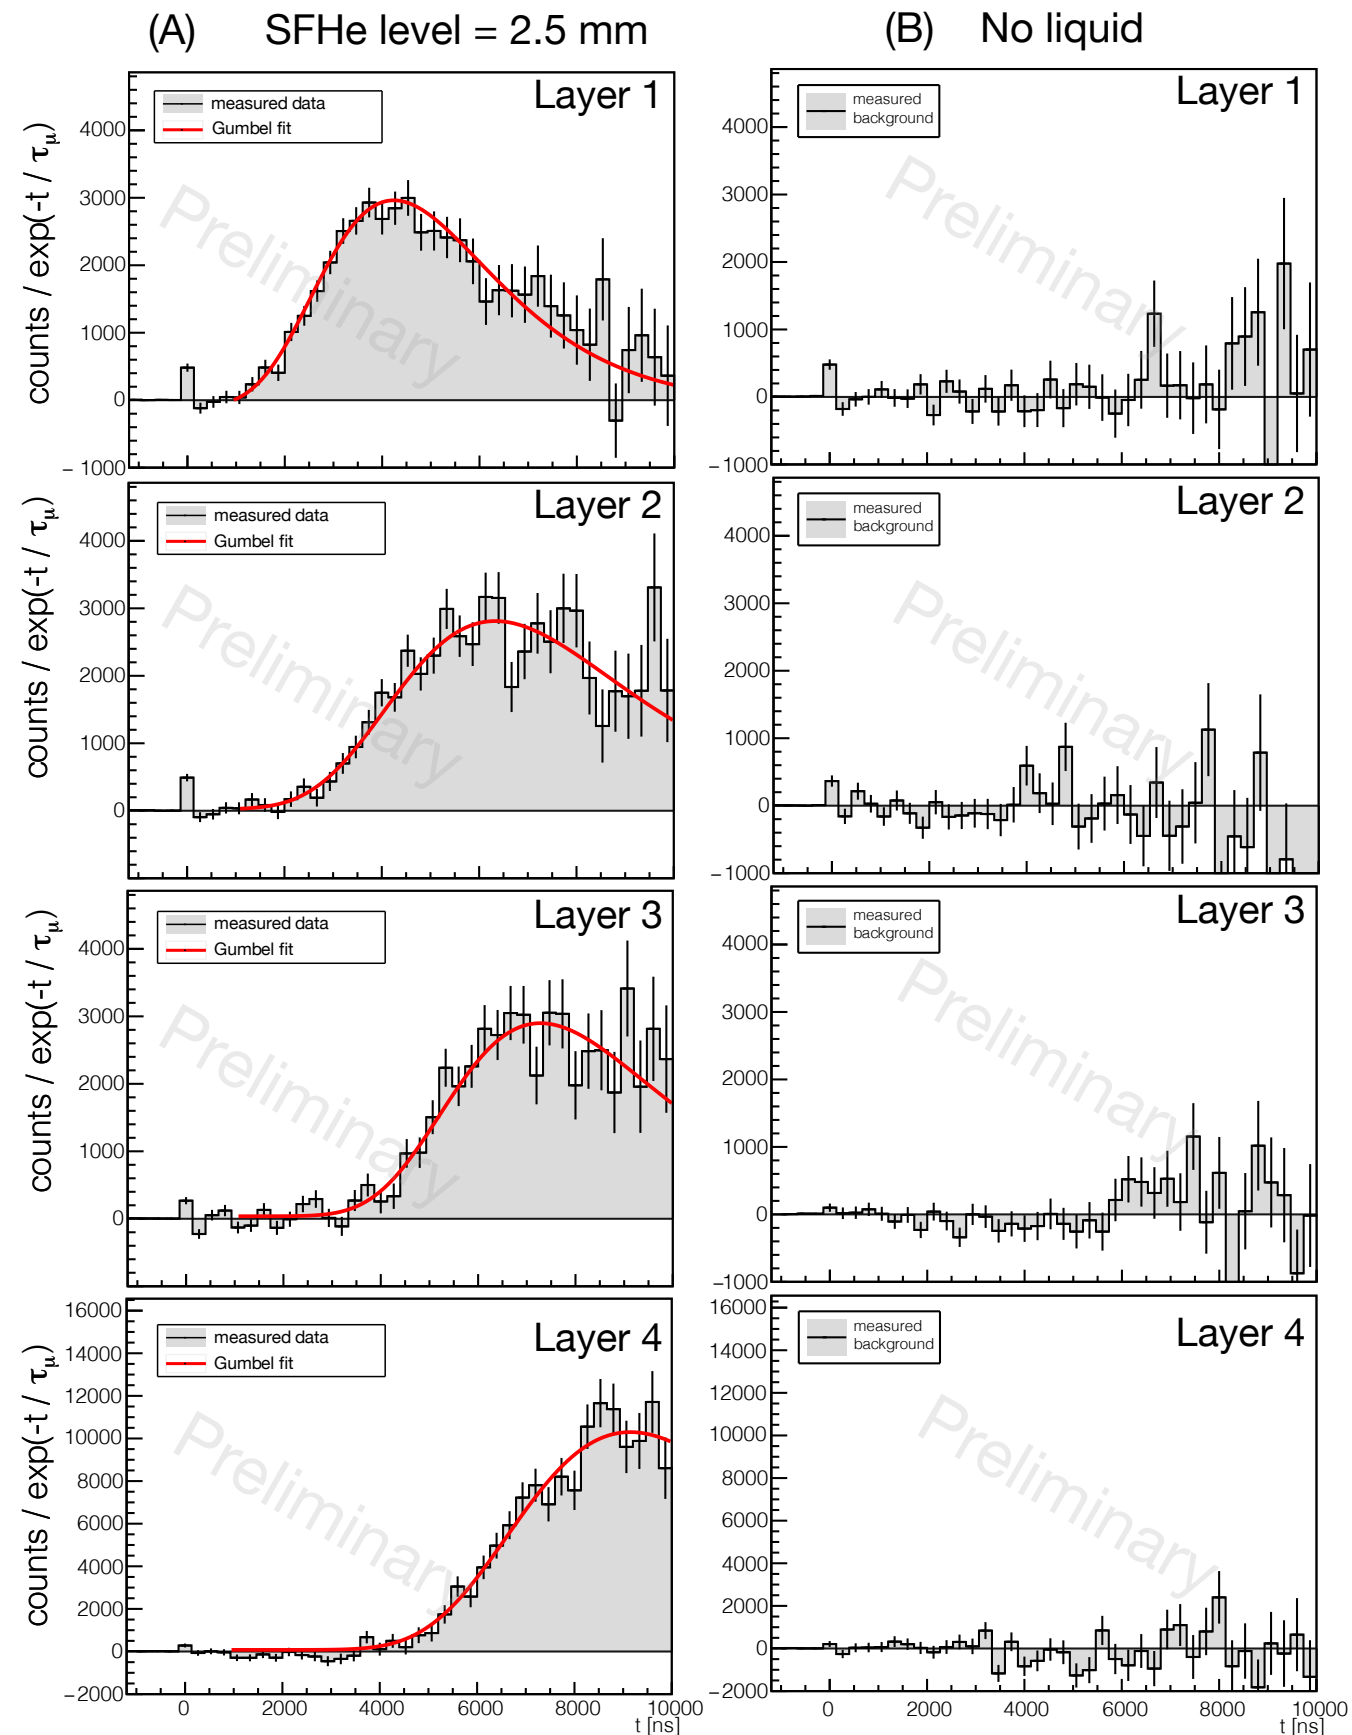 (A) SFHe level = 2.5 mm
(B) No liquid
Layer 1
measured data
Gumbel fit
Preliminary
counts / exp(-t / τμ)
4000
3000
2000
1000
0
− 1000
Layer 1
measured
background
Preliminary
4000
3000
2000
1000
0
−1000
Layer 2
measured data
Gumbel fit
Preliminary
counts / exp(-t / τμ)
4000
3000
2000
1000
0
Layer 2
measured
background
Preliminary
4000
3000
2000
1000
0
−1000
Layer 3
measured data
Gumbel fit
Preliminary
counts / exp(-t / τμ)
4000
3000
2000
1000
0
Layer 3
measured
background
Preliminary
4000
3000
2000
1000
0
−1000
Layer 4
measured data
Gumbel fit
Preliminary
counts / exp(-t / τμ)
16000
14000
12000
10000
8000
6000
4000
2000
0
−2000
0 2000 4000 6000 8000 10000
t [ns]
Layer 4
measured
background
Preliminary
16000
14000
12000
10000
8000
6000
4000
2000
0
−2000
0 2000 4000 6000 8000 10000
t [ns]